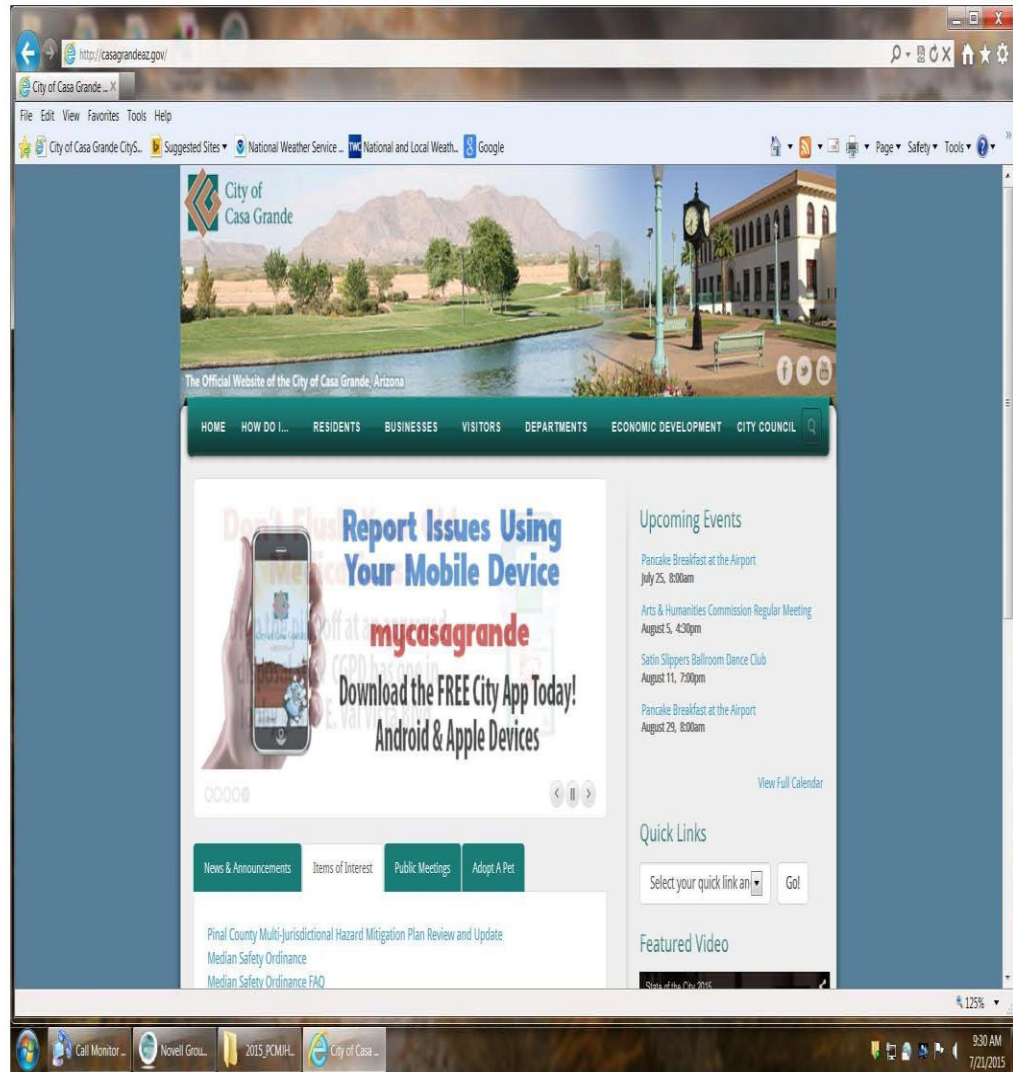 http://casagrandeaz.gov/
City of Casa Grande ...
File Edit View Favorites Tools Help
City of Casa Grande CityS... Suggested Sites National Weather Service ... TWC National and Local Weath... Google
Page Safety Tools
City of
Casa Grande
The Official Website of the City of Casa Grande, Arizona
HOME HOW DO I... RESIDENTS BUSINESSES VISITORS DEPARTMENTS ECONOMIC DEVELOPMENT CITY COUNCIL
Report Issues Using
Your Mobile Device
mycasagrande
Download the FREE City App Today!
Android & Apple Devices
Upcoming Events
Pancake Breakfast at the Airport
July 25, 8:00am
Arts & Humanities Commission Regular Meeting
August 5, 4:30pm
Satin Slippers Ballroom Dance Club
August 11, 7:00pm
Pancake Breakfast at the Airport
August 29, 8:00am
View Full Calendar
Quick Links
Select your quick link an Go!
News & Announcements Items of Interest Public Meetings Adopt A Pet
Pinal County Multi-Jurisdictional Hazard Mitigation Plan Review and Update
Median Safety Ordinance
Median Safety Ordinance FAQ
Featured Video
State of the City 2015
125%
Call Monitor ... Novell Grou... 2015_PCMJH... City of Casa ...
9:30 AM
7/21/2015